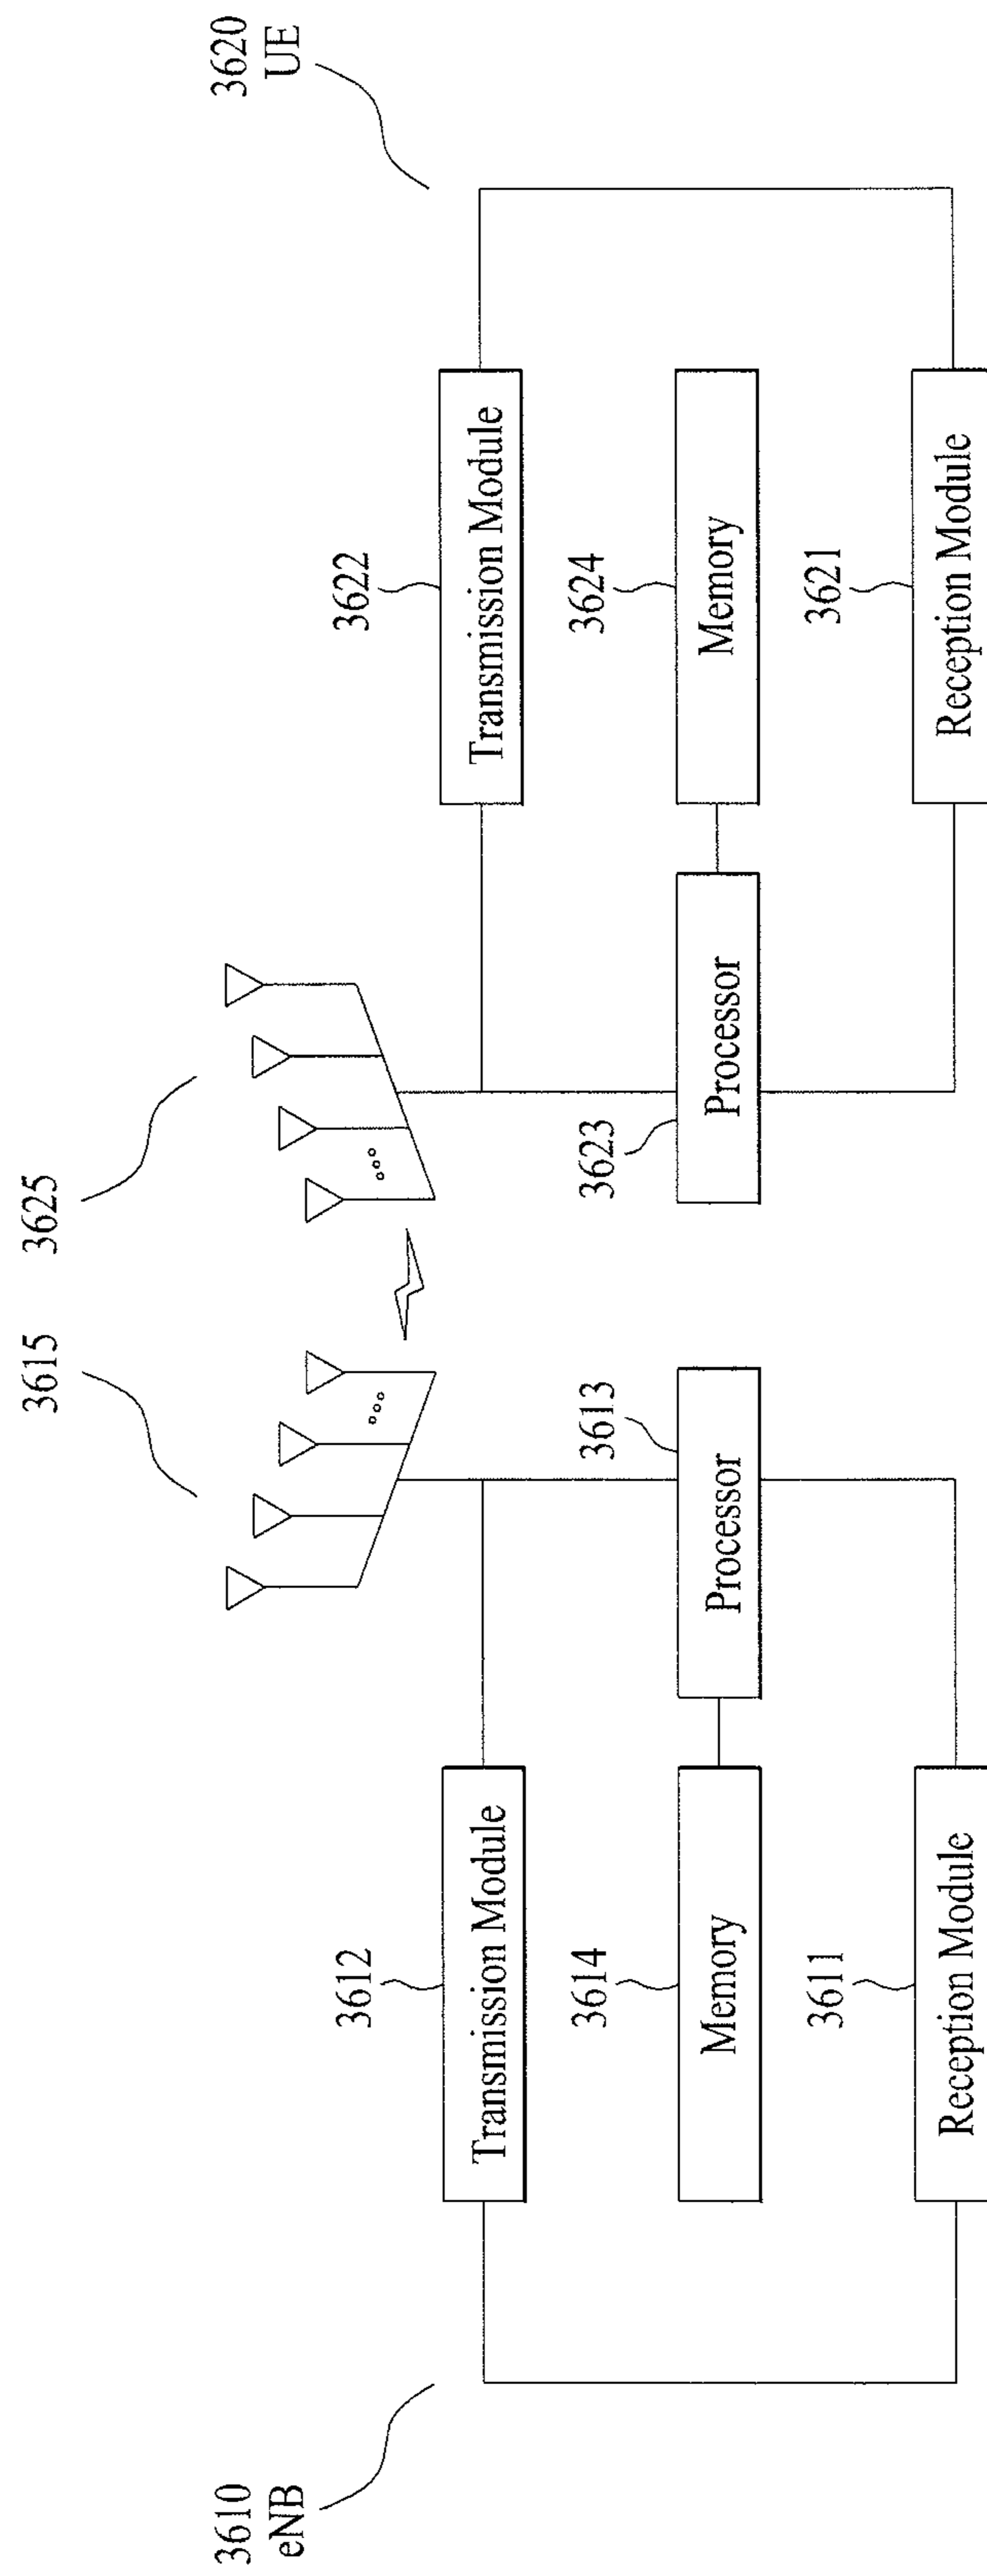 3615
3625
3610
eNB
3620
UE
3612
Transmission Module
3622
Transmission Module
3613
Processor
3623
Processor
3614
Memory
3624
Memory
3611
Reception Module
3621
Reception Module